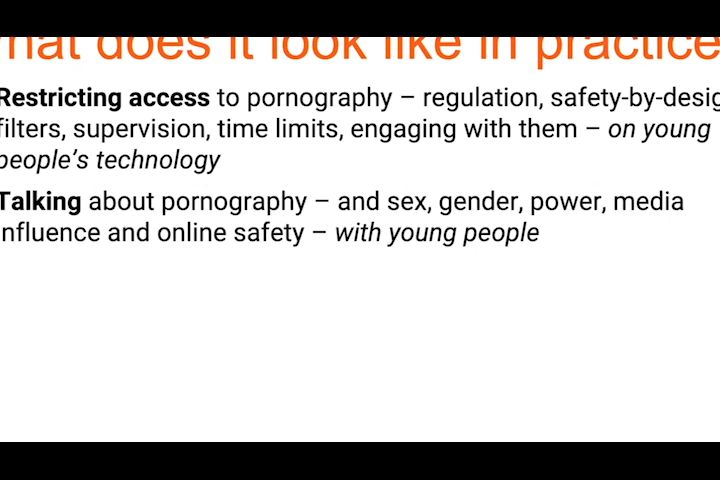 hat does it look like in practice
Restricting access to pornography – regulation, safety-by-desig
filters, supervision, time limits, engaging with them – on young
people's technology
Talking about pornography – and sex, gender, power, media
influence and online safety – with young people